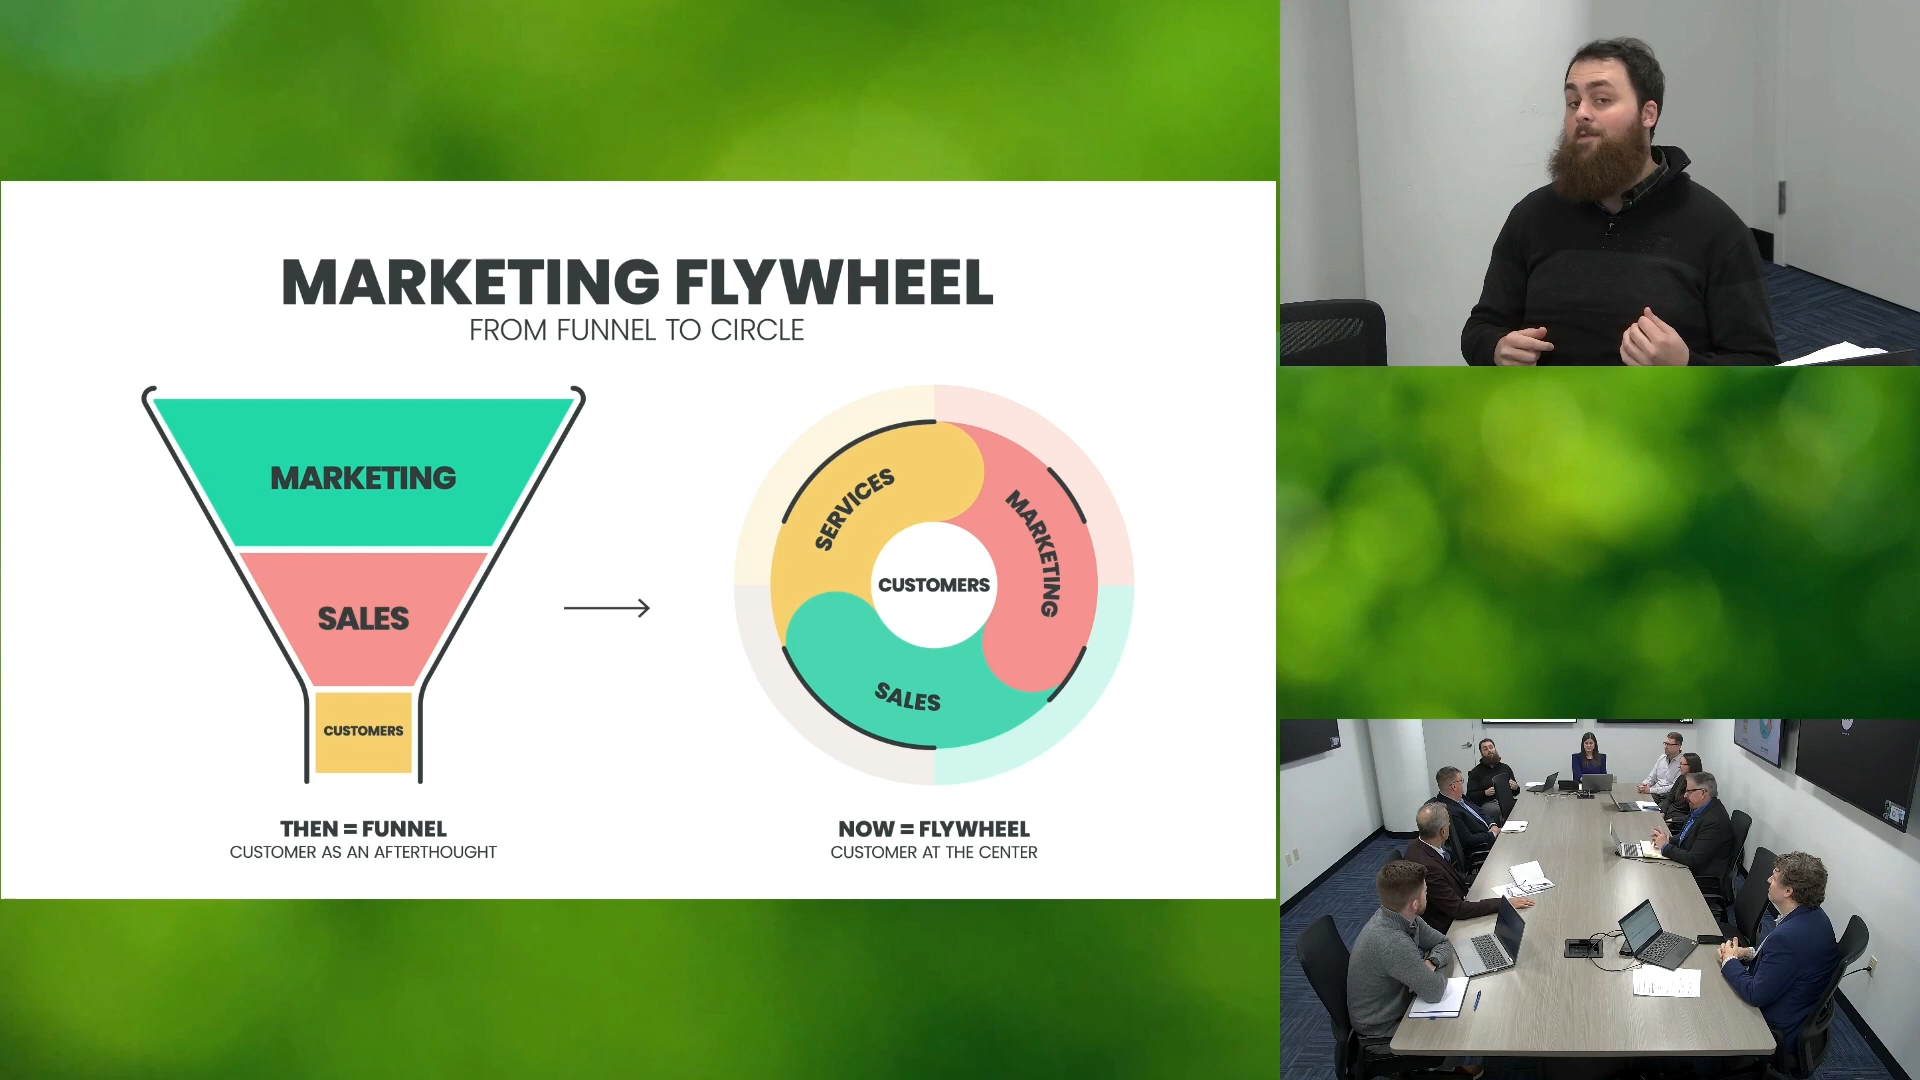 MARKETING FLYWHEEL
FROM FUNNEL TO CIRCLE
MARKETING
SALES
CUSTOMERS
THEN = FUNNEL
CUSTOMER AS AN AFTERTHOUGHT
SERVICES
MARKETING
CUSTOMERS
SALES
NOW = FLYWHEEL
CUSTOMER AT THE CENTER